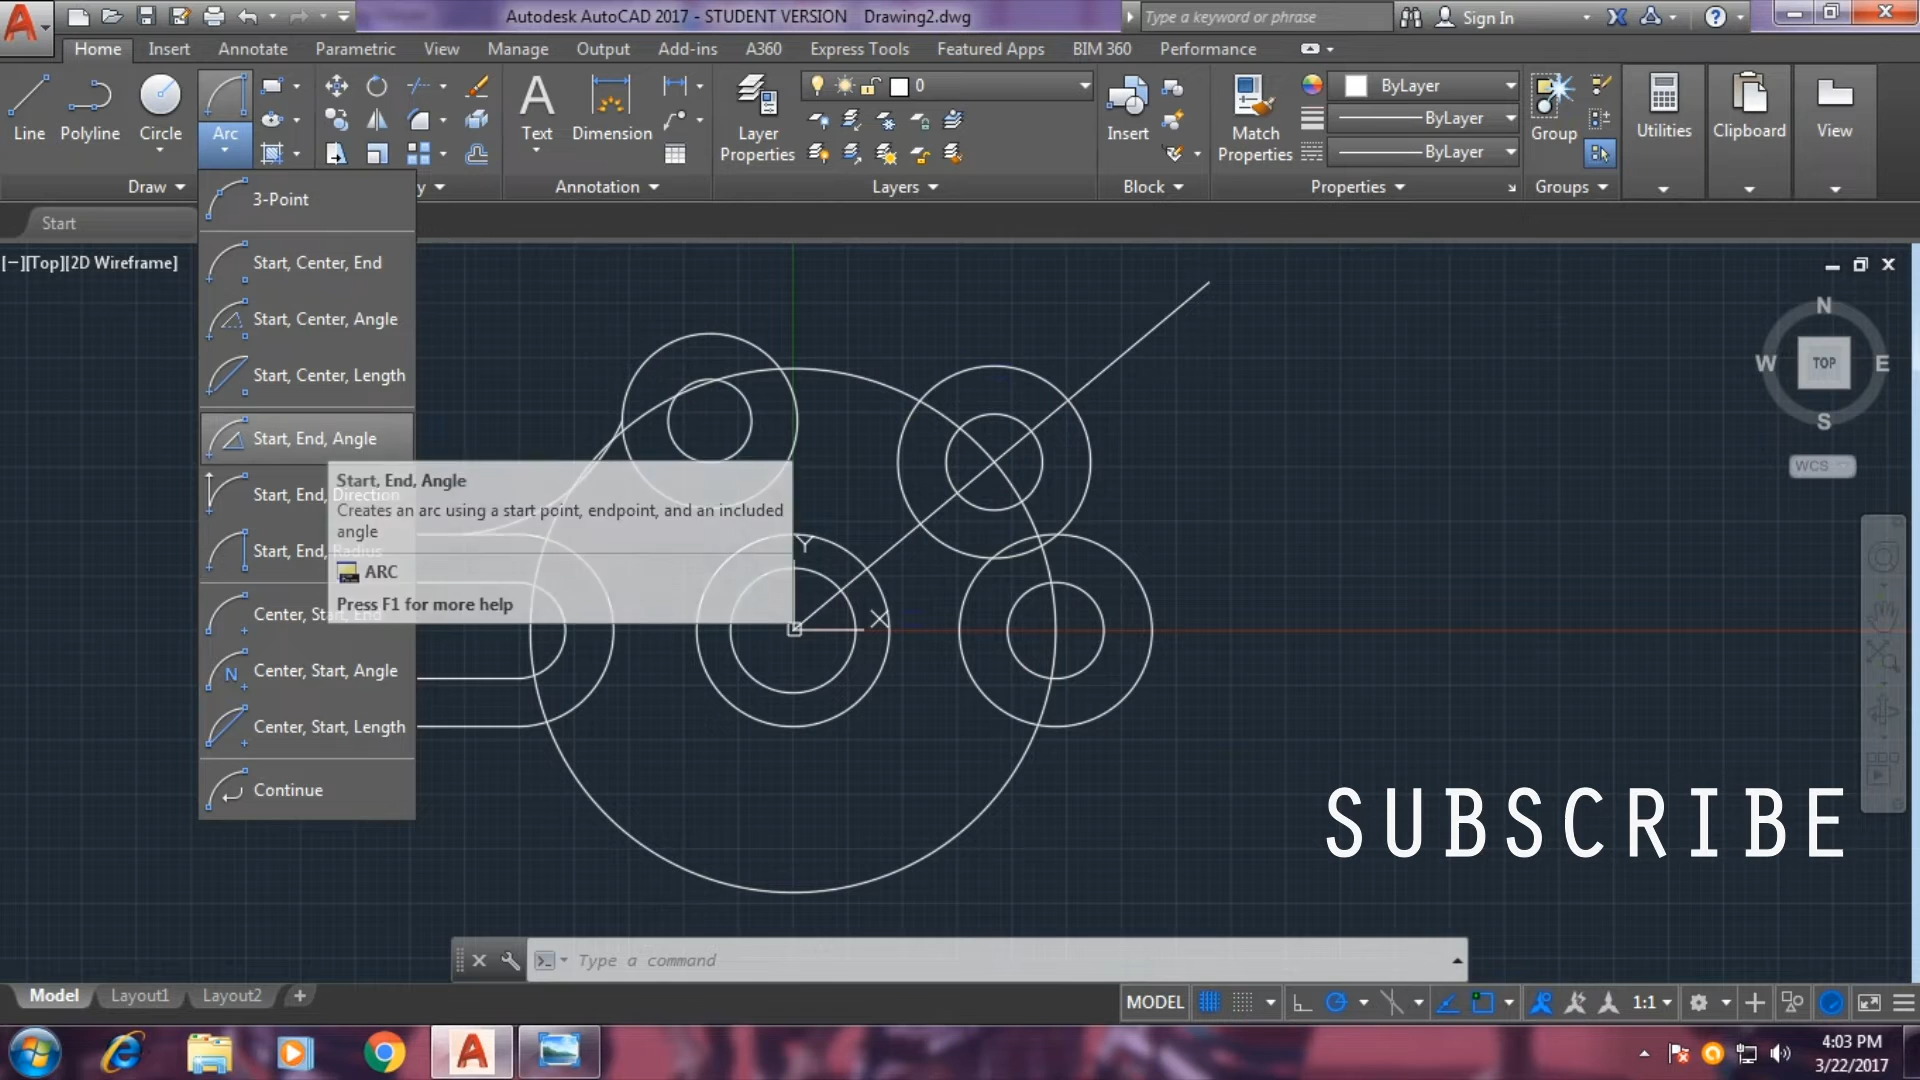 Autodesk AutoCAD 2017 - STUDENT VERSION Drawing2.dwg
Type a keyword or phrase
Sign In
Home Insert Annotate Parametric View Manage Output Add-ins A360 Express Tools Featured Apps BIM 360 Performance
Line Polyline Circle Arc
Text Dimension
Layer Properties
0
Insert
Match Properties
ByLayer
ByLayer
ByLayer
Group
Utilities
Clipboard
View
Draw
y
Annotation
Layers
Block
Properties
Groups
Start
[−][Top][2D Wireframe]
3-Point
Start, Center, End
Start, Center, Angle
Start, Center, Length
Start, End, Angle
Start, End, Direction
Start, End, Radius
Center, Start, End
Center, Start, Angle
Center, Start, Length
Continue
Start, End, Angle
Creates an arc using a start point, endpoint, and an included
angle
ARC
Press F1 for more help
Y
X
N
W TOP E
S
WCS
SUBSCRIBE
Type a command
Model Layout1 Layout2 +
MODEL
1:1
4:03 PM
3/22/2017